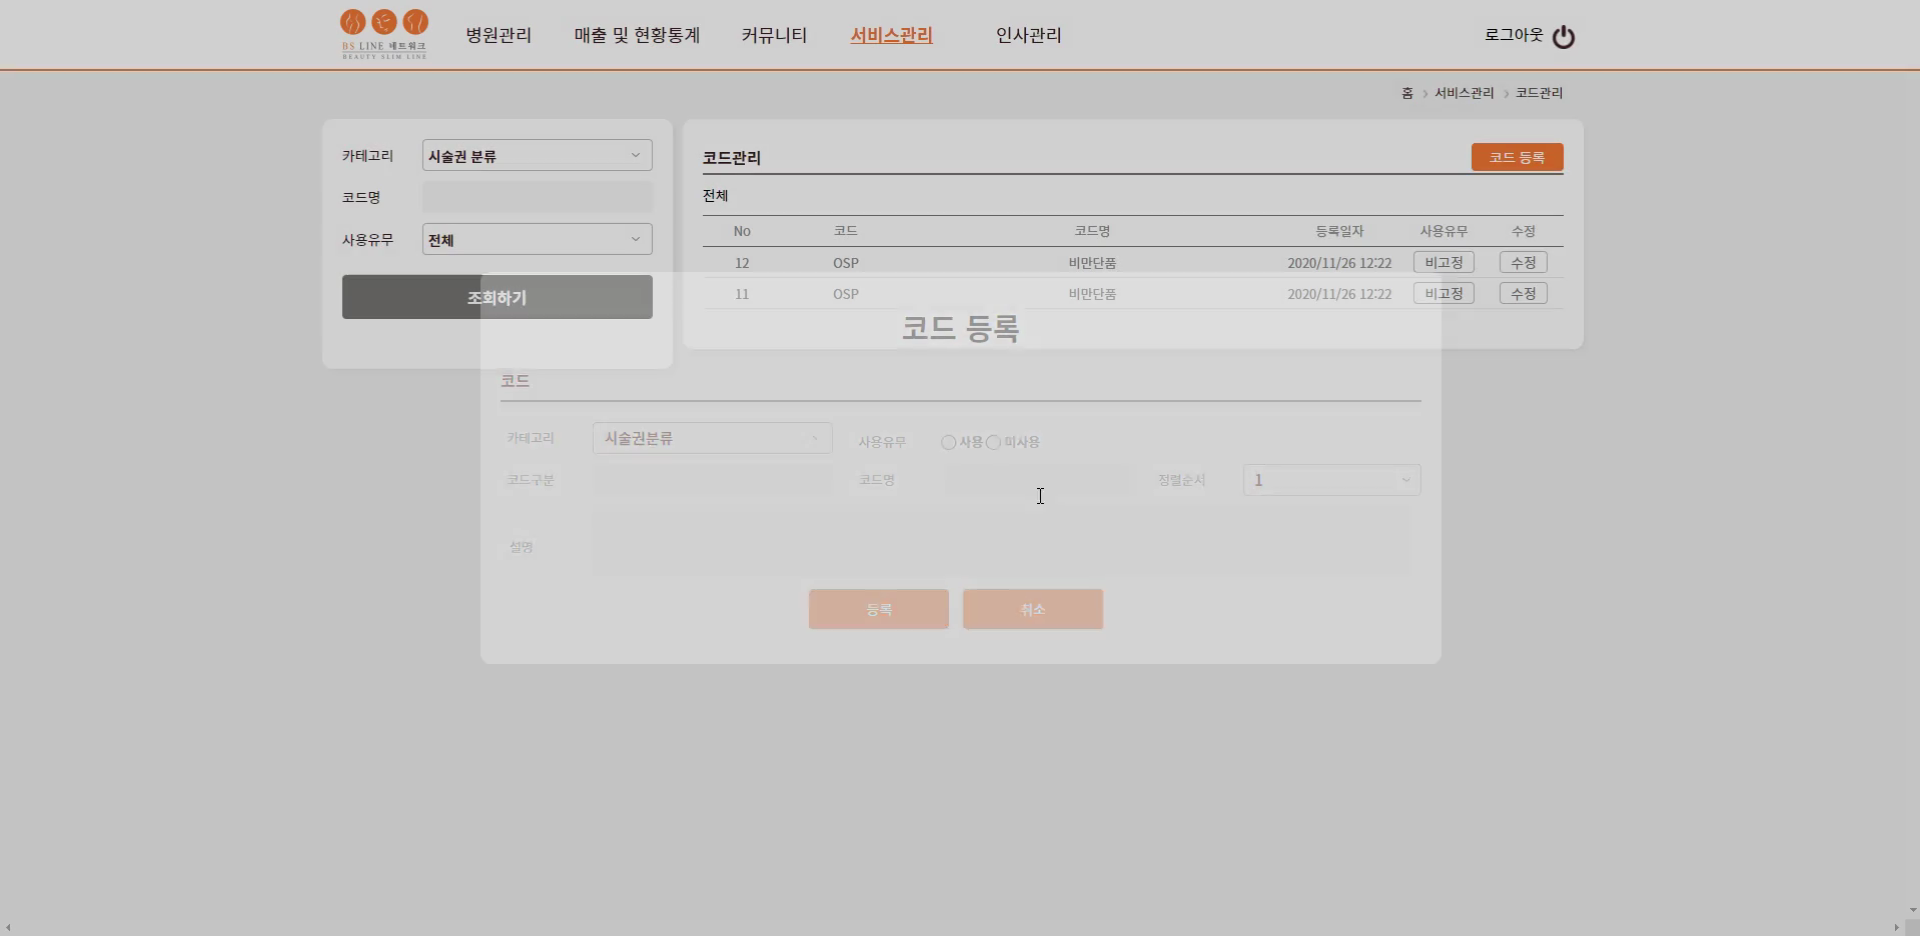 BS LINE 네트워크
BEAUTY SLIM LINE
병원관리 매출 및 현황통계 커뮤니티 서비스관리 인사관리 로그아웃
홈 > 서비스관리 > 코드관리
카테고리 시술권 분류
코드명
사용유무 전체
조회하기
코드관리 코드 등록
전체
No 코드 코드명 등록일자 사용유무 수정
12 OSP 비만단품 2020/11/26 12:22 비고정 수정
11 OSP 비만단품 2020/11/26 12:22 비고정 수정
코드 등록
코드
카테고리 시술권분류 사용유무 사용 미사용
코드구분 코드명 정렬순시 1
설명
등록 취소